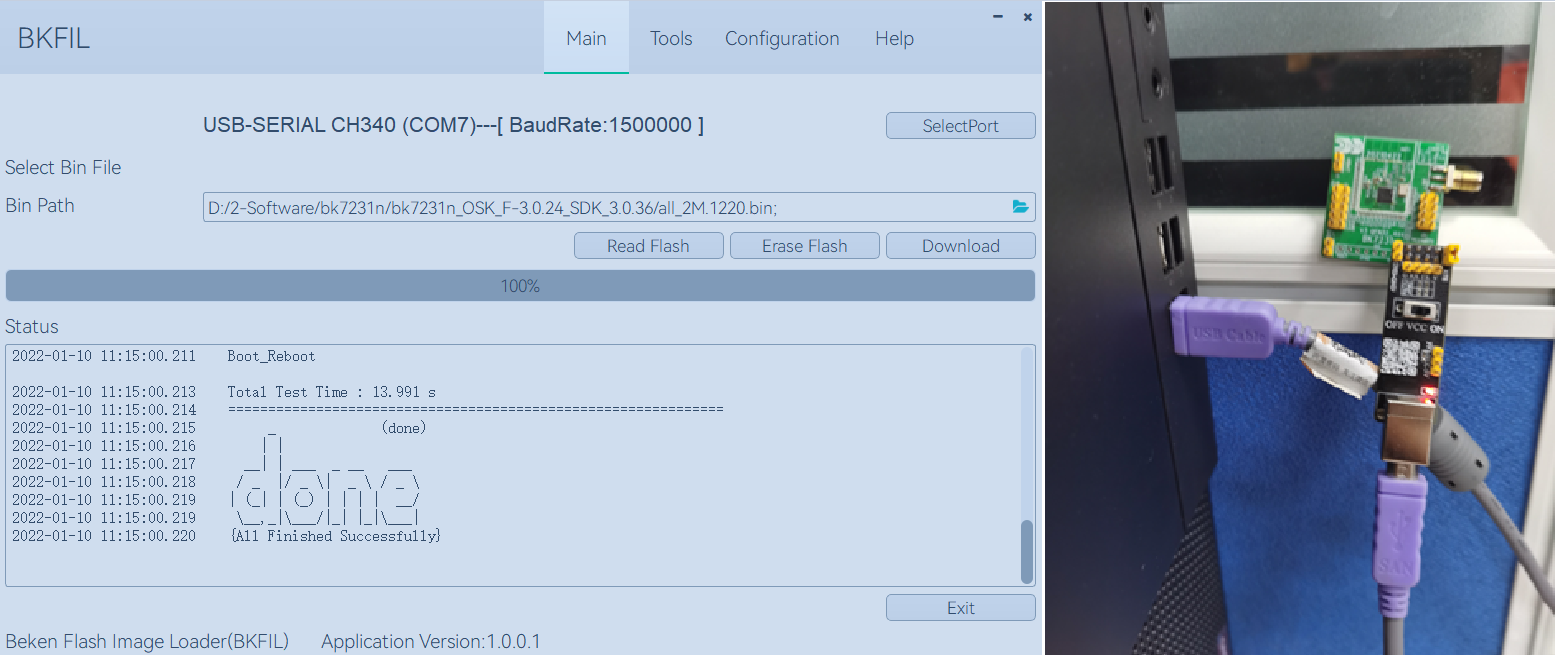 BKFIL
Main Tools Configuration Help
USB-SERIAL CH340 (COM7)---[ BaudRate:1500000 ]
SelectPort
Select Bin File
Bin Path
D:/2-Software/bk7231n/bk7231n_OSK_F-3.0.24_SDK_3.0.36/all_2M.1220.bin;
Read Flash Erase Flash Download
100%
Status
2022-01-10 11:15:00.211 Boot_Reboot
2022-01-10 11:15:00.213 Total Test Time : 13.991 s
2022-01-10 11:15:00.214 ==============================================================
2022-01-10 11:15:00.215 (done)
2022-01-10 11:15:00.216
2022-01-10 11:15:00.217
2022-01-10 11:15:00.218
2022-01-10 11:15:00.219 done
2022-01-10 11:15:00.219
2022-01-10 11:15:00.220 {All Finished Successfully}
Exit
Beken Flash Image Loader(BKFIL) Application Version:1.0.0.1
USB Cable
OFF VCC ON
SAN